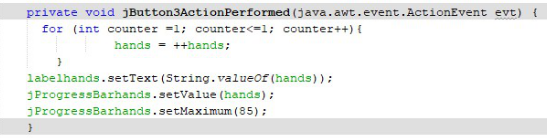 private void jButton3ActionPerformed(java.awt.event.ActionEvent evt) {
for (int counter =1; counter<=1; counter++){
hands = ++hands;
}
labelhands.setText(String.valueOf(hands));
jProgressBarhands.setValue(hands);
jProgressBarhands.setMaximum(85);
}